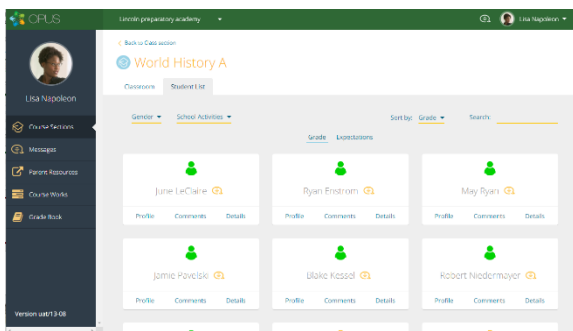 OPUS
Lincoln preparatory academy
Lisa Napoleon
Back to Class section
World History A
Classroom Student List
Lisa Napoleon
Course Sections
Messages
Parent Resources
Course Works
Grade Book
Version uat/13-08
Gender School Activities Sort by: Grade Search:
Grade Expectations
June LeClaire Ryan Enstrom May Ryan
Profile Comments Details Profile Comments Details Profile Comments Details
Jamie Pavelski Blake Kessel Robert Niedermayer
Profile Comments Details Profile Comments Details Profile Comments Details